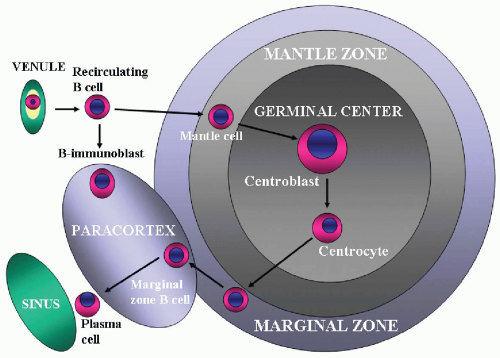 MANTLE ZONE
VENULE
Recirculating
B cell
GERMINAL CENTER
Mantle cell
B-immunoblast
Centroblast
PARACORTEX
Centrocyte
Marginal
zone B cell
SINUS
Plasma
cell
MARGINAL ZONE